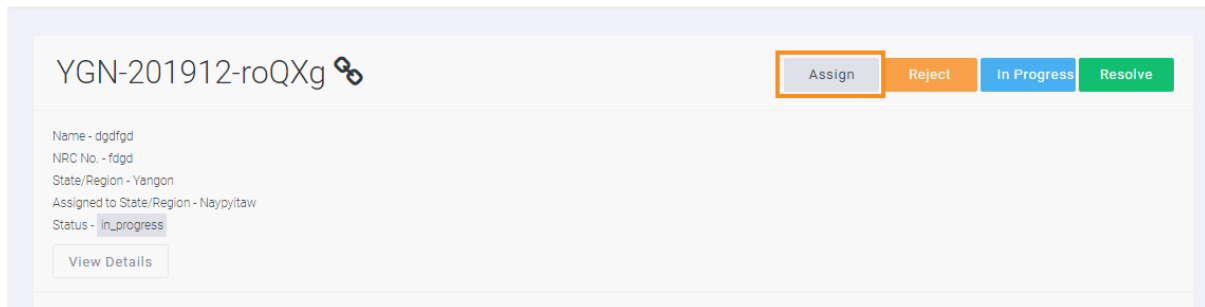 YGN-201912-roQXg
Assign
Reject
In Progress
Resolve
Name - dgdfgd
NRC No. - fdgd
State/Region - Yangon
Assigned to State/Region - Naypyitaw
Status - in_progress
View Details